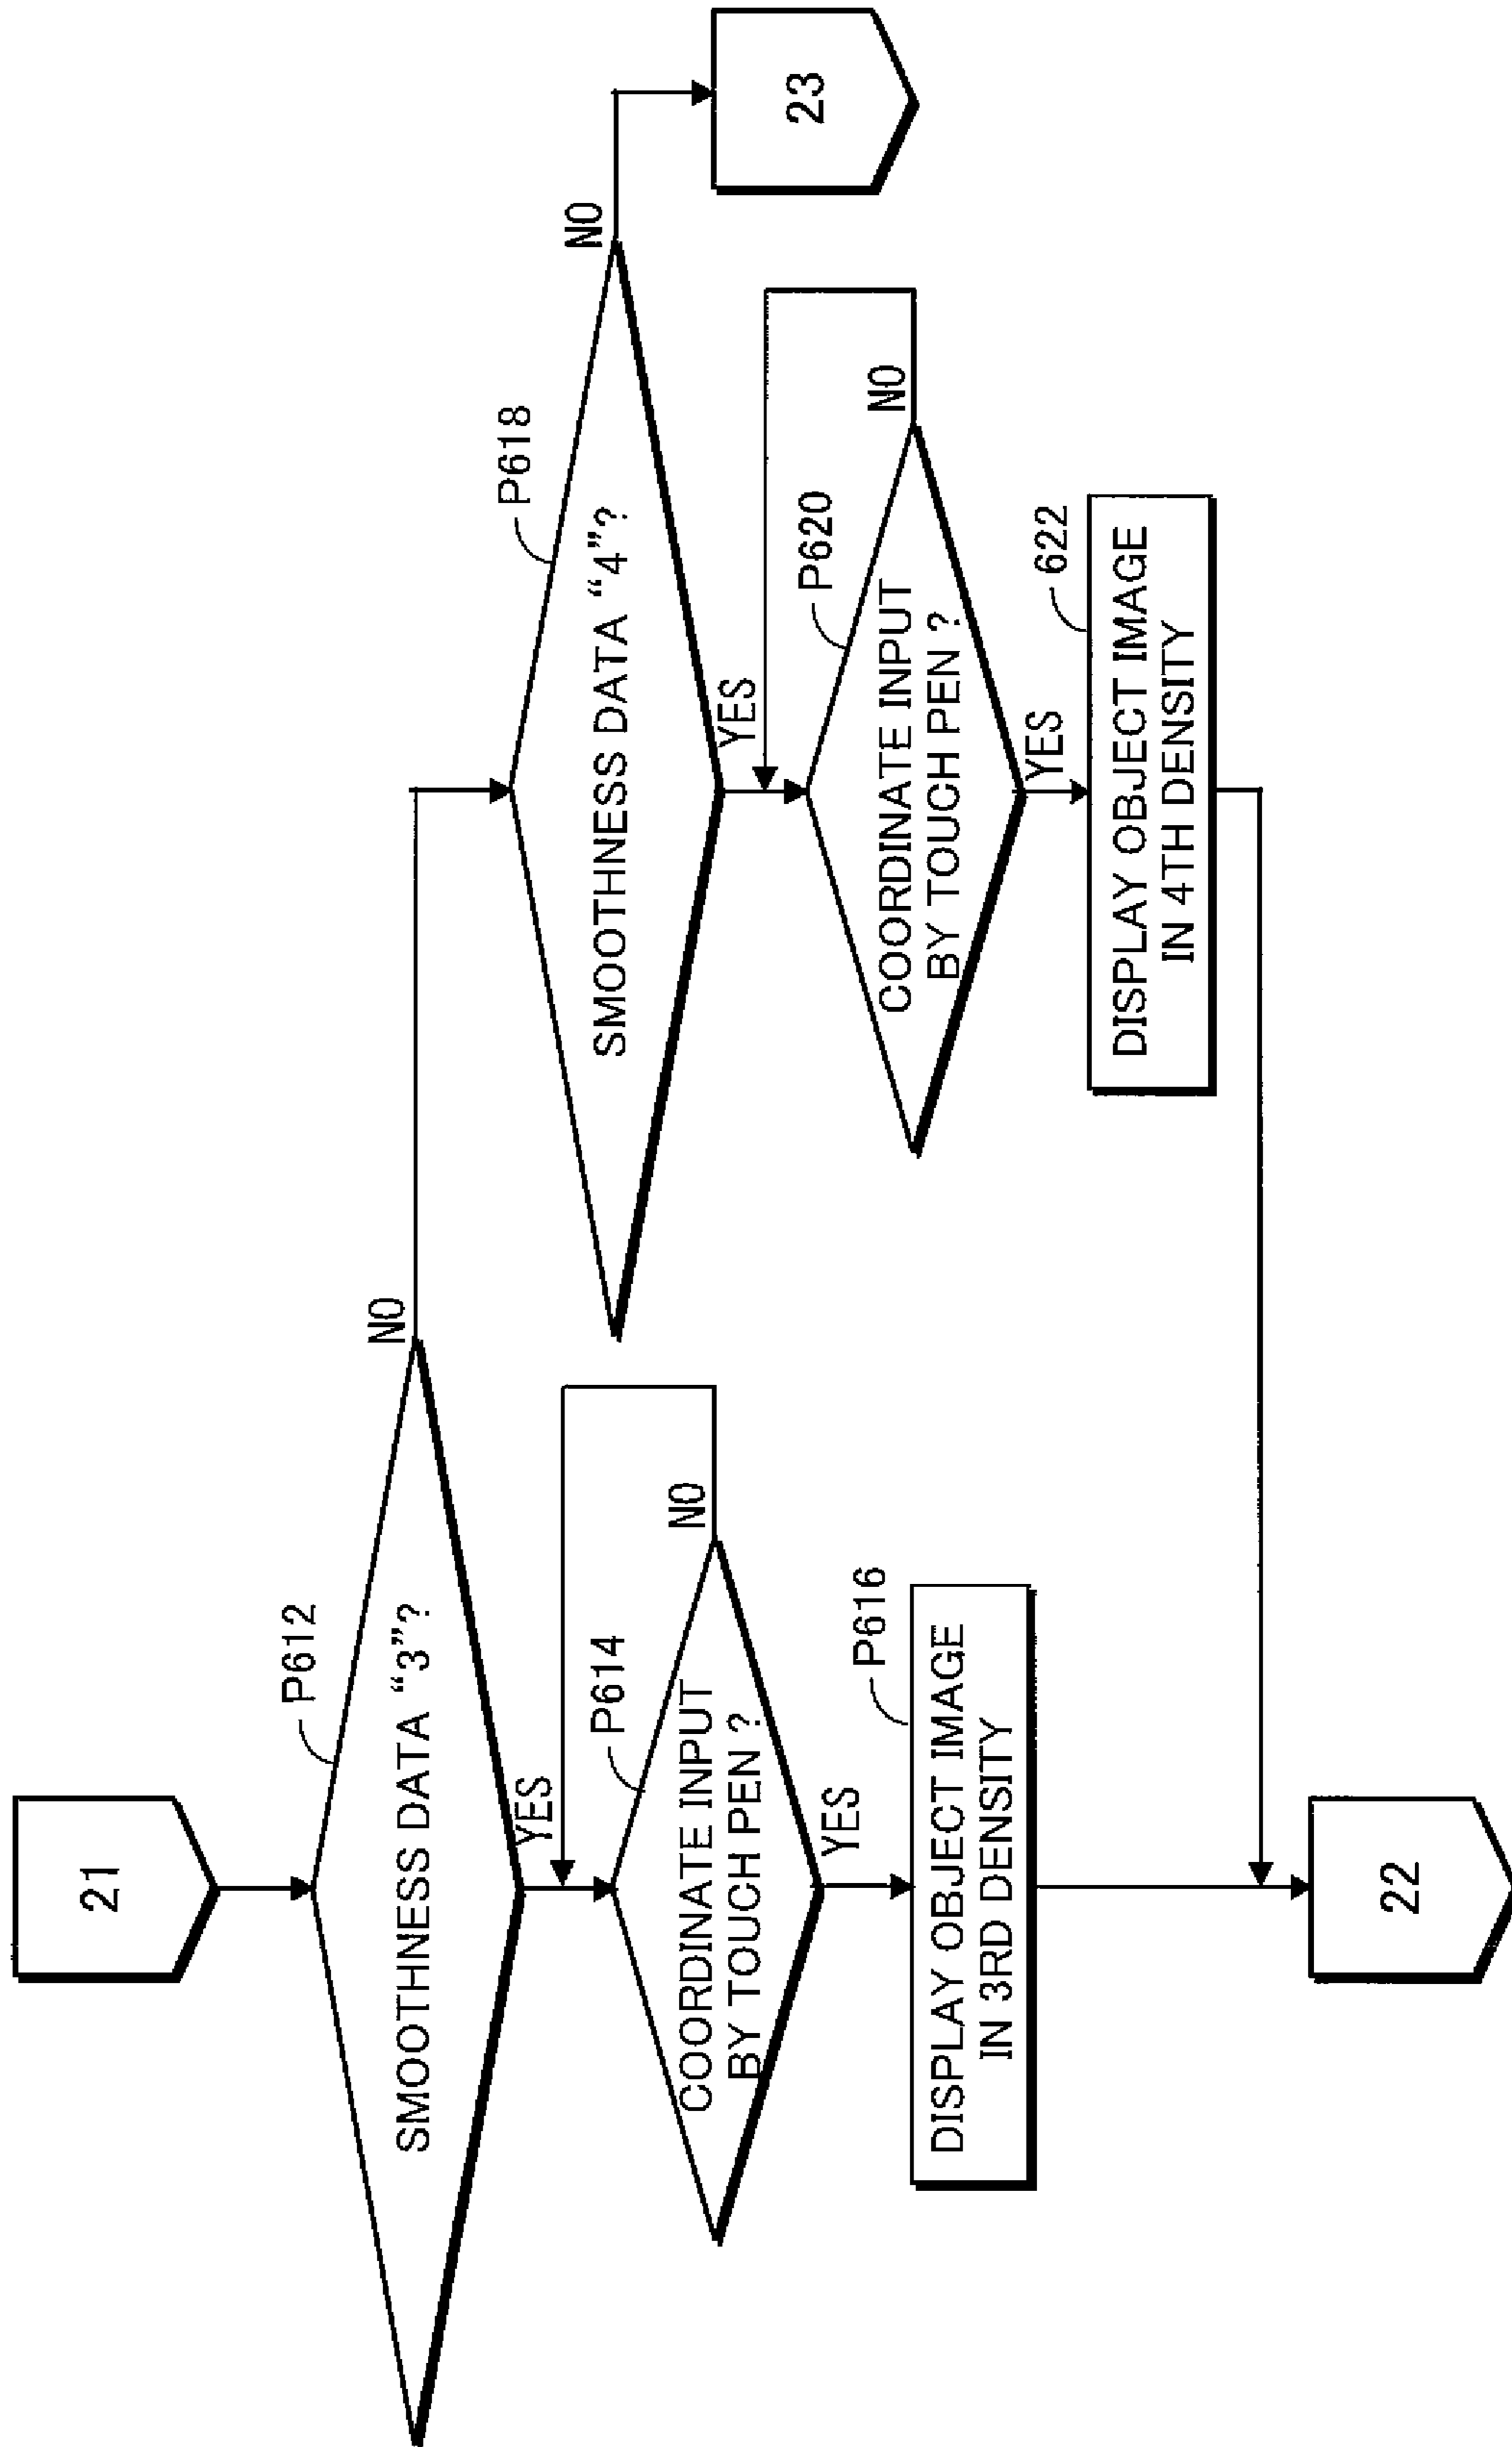 21
P612
SMOOTHNESS DATA “3”?
NO
YES
P614
COORDINATE INPUT
BY TOUCH PEN ?
NO
YES
P616
DISPLAY OBJECT IMAGE
IN 3RD DENSITY
22
P618
SMOOTHNESS DATA “4”?
NO
YES
23
P620
COORDINATE INPUT
BY TOUCH PEN ?
NO
YES
622
DISPLAY OBJECT IMAGE
IN 4TH DENSITY